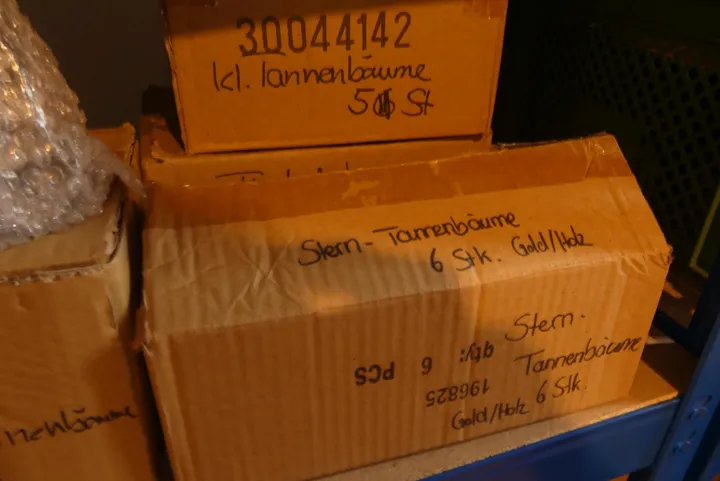 30044142
kl. Tannenbäume
5 St
Stern-Tannenbäume
6 Stk. Gold/Holz
Stern-
Tannenbäume
6 Stk.
Gold/Holz
196825
qty: 6 PCS
nenbäume